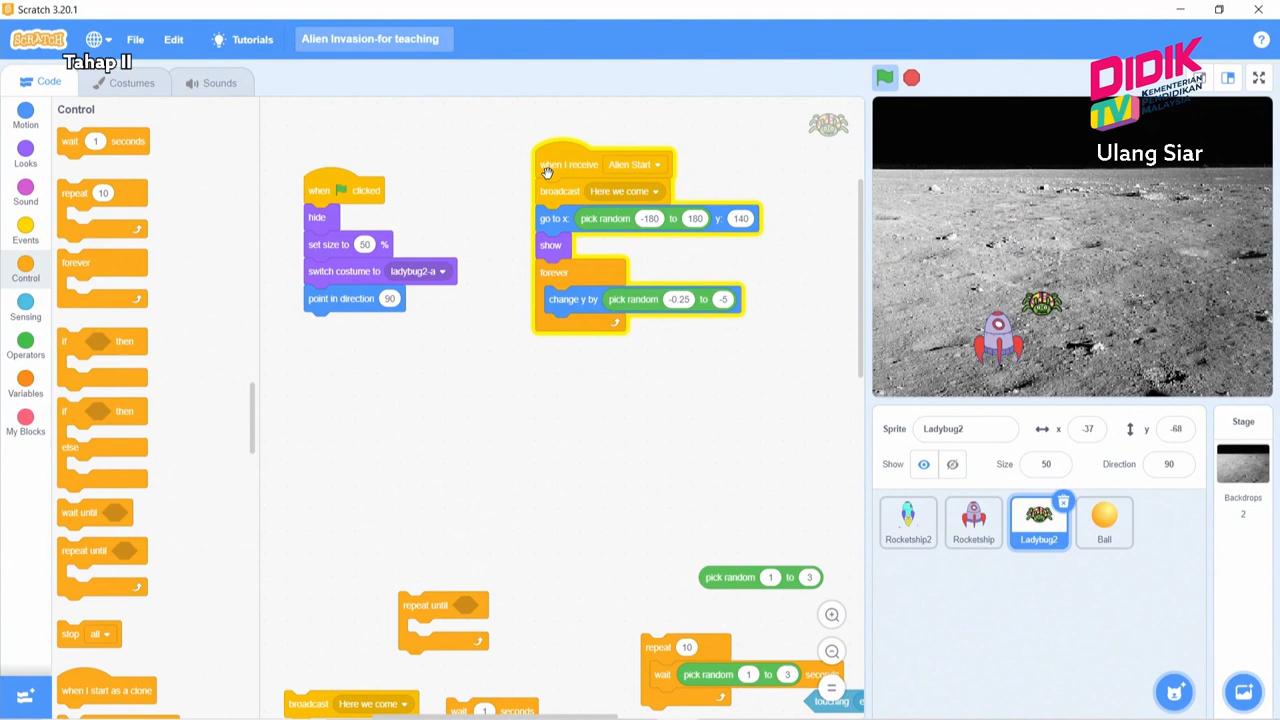 Scratch 3.20.1
SCRATCH
File
Edit
Tutorials
Alien Invasion-for teaching
Tahap II
Code
Costumes
Sounds
DIDIK
TV
KEMENTERIAN
PENDIDIKAN
MALAYSIA
Ulang Siar
Motion
Looks
Sound
Events
Control
Sensing
Operators
Variables
My Blocks
Control
wait 1 seconds
repeat 10
forever
if then
if then
else
wait until
repeat until
stop all
when I start as a clone
when clicked
hide
set size to 50 %
switch costume to ladybug2-a
point in direction 90
when I receive Alien Start
broadcast Here we come
go to x: pick random -180 to 180 y: 140
show
forever
change y by pick random -0.25 to -5
pick random 1 to 3
repeat until
repeat 10
wait pick random 1 to 3
broadcast Here we come
wait 1 seconds
touching
Sprite Ladybug2 x -37 y -68
Show Size 50 Direction 90
Rocketship2
Rocketship
Ladybug2
Ball
Stage
Backdrops
2